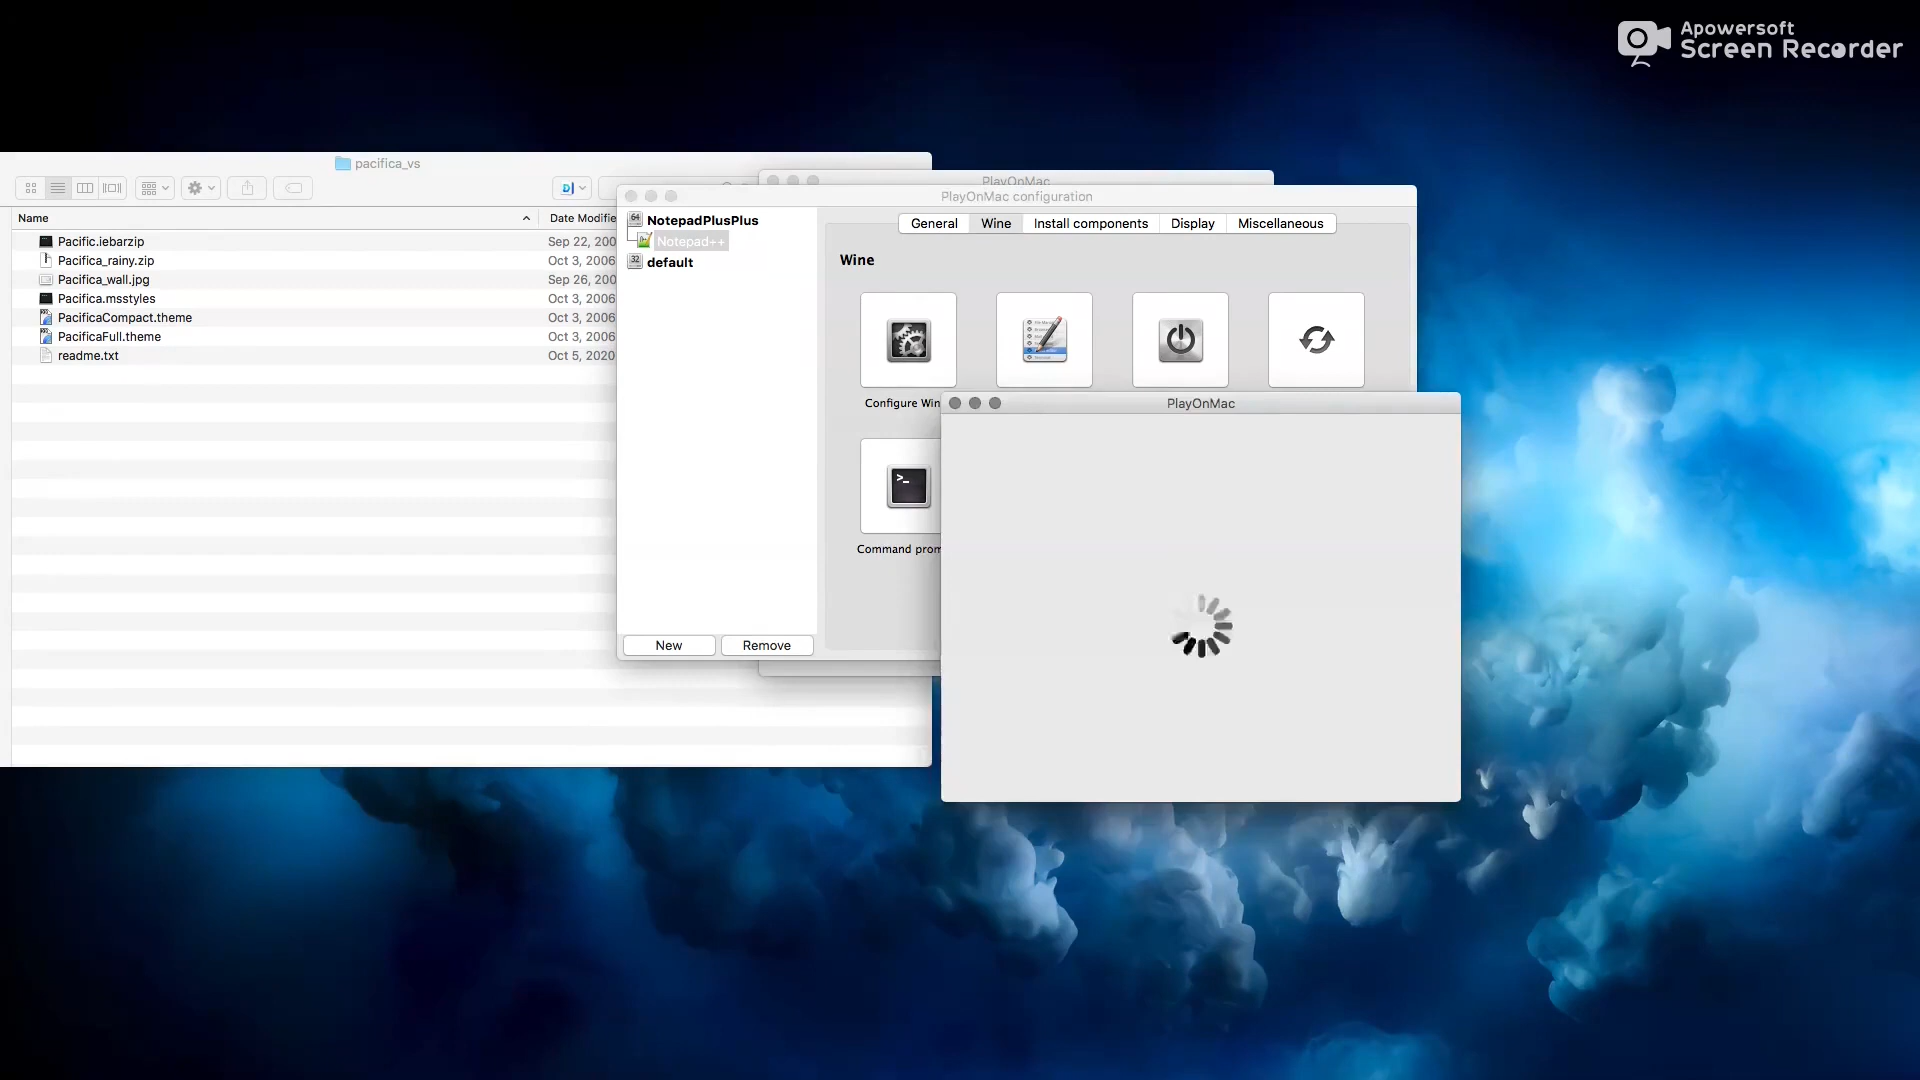 Apowersoft
Screen Recorder
pacifica_vs
Name
Date Modifie
Pacific.iebarzip
Sep 22, 200
Pacifica_rainy.zip
Oct 3, 2006
Pacifica_wall.jpg
Sep 26, 200
Pacifica.msstyles
Oct 3, 2006
PacificaCompact.theme
Oct 3, 2006
PacificaFull.theme
Oct 3, 2006
readme.txt
Oct 5, 2020
PlayOnMac
PlayOnMac configuration
64
NotepadPlusPlus
Notepad++
32
default
New
Remove
General
Wine
Install components
Display
Miscellaneous
Wine
Configure Win
Command prom
>_
PlayOnMac